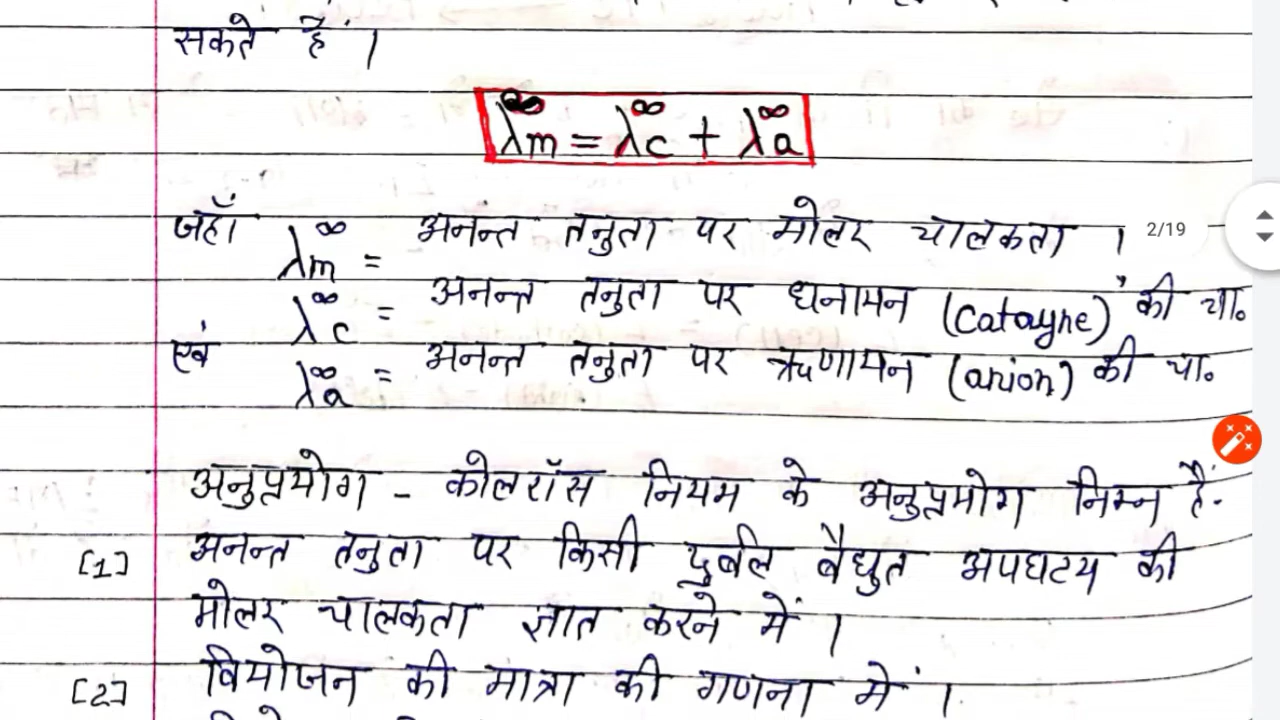 सकते हैं ।
λm^∞ = λc^∞ + λa^∞
जहाँ λm^∞ = अनन्त तनुता पर मोलर चालकता ।
2/19
λc^∞ = अनन्त तनुता पर धनायन (catayne) की चा०
एवं λa^∞ = अनन्त तनुता पर ऋणायन (anion) की चा०
अनुप्रयोग - कोलरॉस नियम के अनुप्रयोग निम्न है-
[1] अनन्त तनुता पर किसी दुर्बल वैद्युत अपघटय की
मोलर चालकता ज्ञात करने में ।
[2] वियोजन की मात्रा की गणना में ।